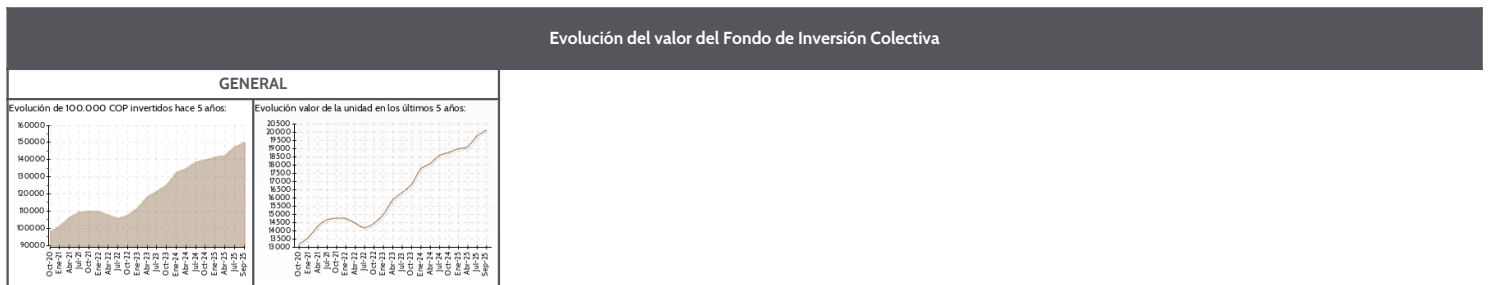 Evolución del valor del Fondo de Inversión Colectiva
GENERAL
Evolución de 100.000 COP invertidos hace 5 años:
160000
150000
140000
130000
120000
110000
100000
90000
Oct-20
Ene-21
Abr-21
Jul-21
Oct-21
Ene-22
Abr-22
Jul-22
Oct-22
Ene-23
Abr-23
Jul-23
Oct-23
Ene-24
Abr-24
Jul-24
Oct-24
Ene-25
Abr-25
Jul-25
Sep-25
Evolución valor de la unidad en los últimos 5 años:
20500
20000
19500
19000
18500
18000
17500
17000
16500
16000
15500
15000
14500
14000
13500
13000
Oct-20
Ene-21
Abr-21
Jul-21
Oct-21
Ene-22
Abr-22
Jul-22
Oct-22
Ene-23
Abr-23
Jul-23
Oct-23
Ene-24
Abr-24
Jul-24
Oct-24
Ene-25
Abr-25
Jul-25
Sep-25